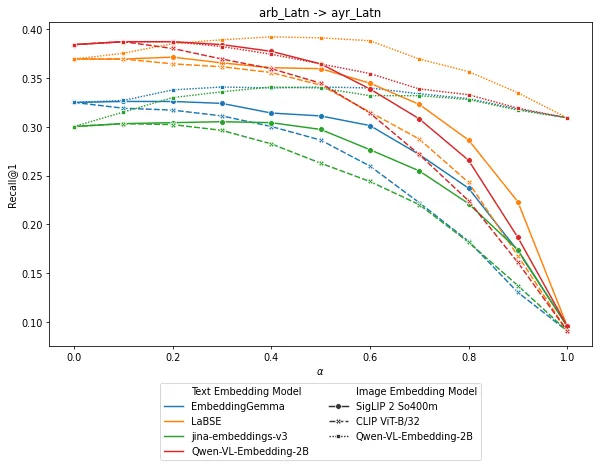 arb_Latn -> ayr_Latn
0.40
0.35
0.30
0.25
0.20
0.15
0.10
Recall@1
0.0 0.2 0.4 0.6 0.8 1.0
α
Text Embedding Model Image Embedding Model
EmbeddingGemma SigLIP 2 So400m
LaBSE CLIP ViT-B/32
jina-embeddings-v3 Qwen-VL-Embedding-2B
Qwen-VL-Embedding-2B